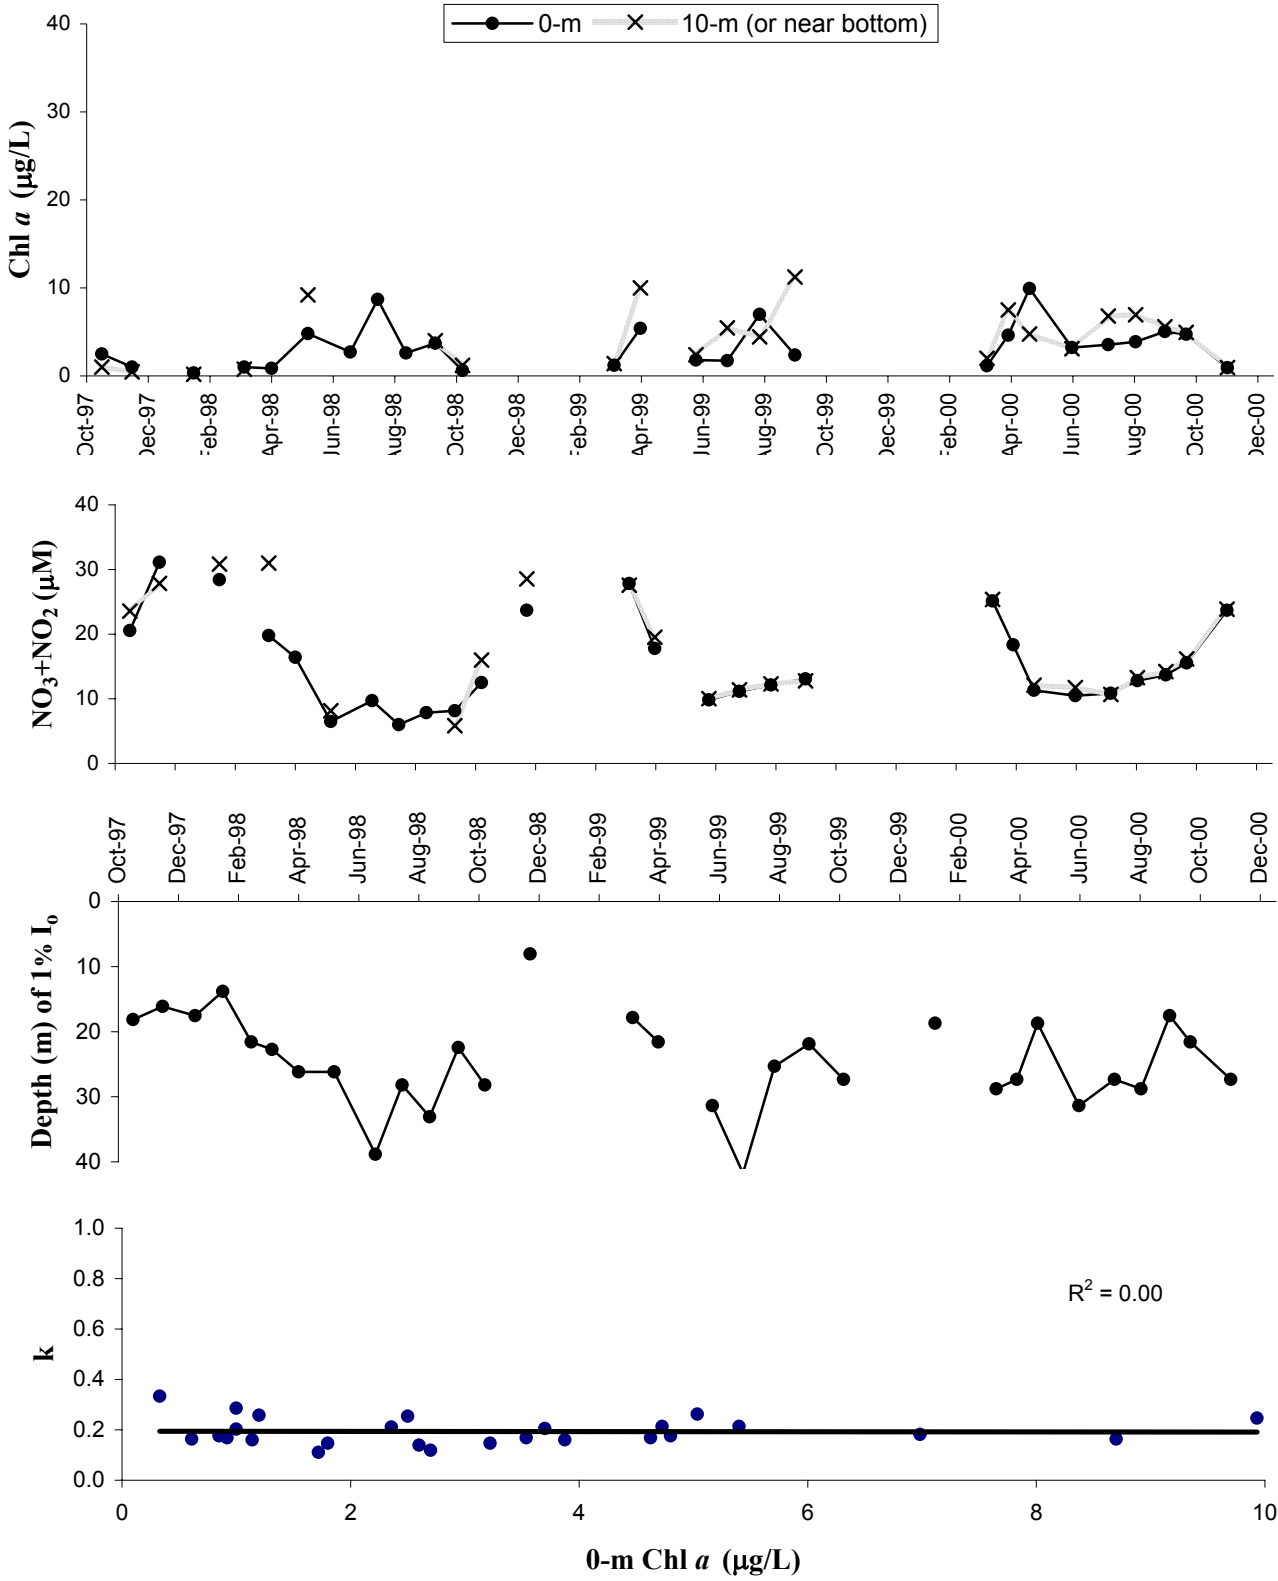 0-m 10-m (or near bottom)
Chl a (µg/L)
40
30
20
10
0
Oct-97 Dec-97 Feb-98 Apr-98 Jun-98 Aug-98 Oct-98 Dec-98 Feb-99 Apr-99 Jun-99 Aug-99 Oct-99 Dec-99 Feb-00 Apr-00 Jun-00 Aug-00 Oct-00 Dec-00
NO3+NO2 (µM)
40
30
20
10
0
Oct-97 Dec-97 Feb-98 Apr-98 Jun-98 Aug-98 Oct-98 Dec-98 Feb-99 Apr-99 Jun-99 Aug-99 Oct-99 Dec-99 Feb-00 Apr-00 Jun-00 Aug-00 Oct-00 Dec-00
Depth (m) of 1% Io
0
10
20
30
40
k
1.0
0.8
0.6
0.4
0.2
0.0
R2 = 0.00
0 2 4 6 8 10
0-m Chl a (µg/L)